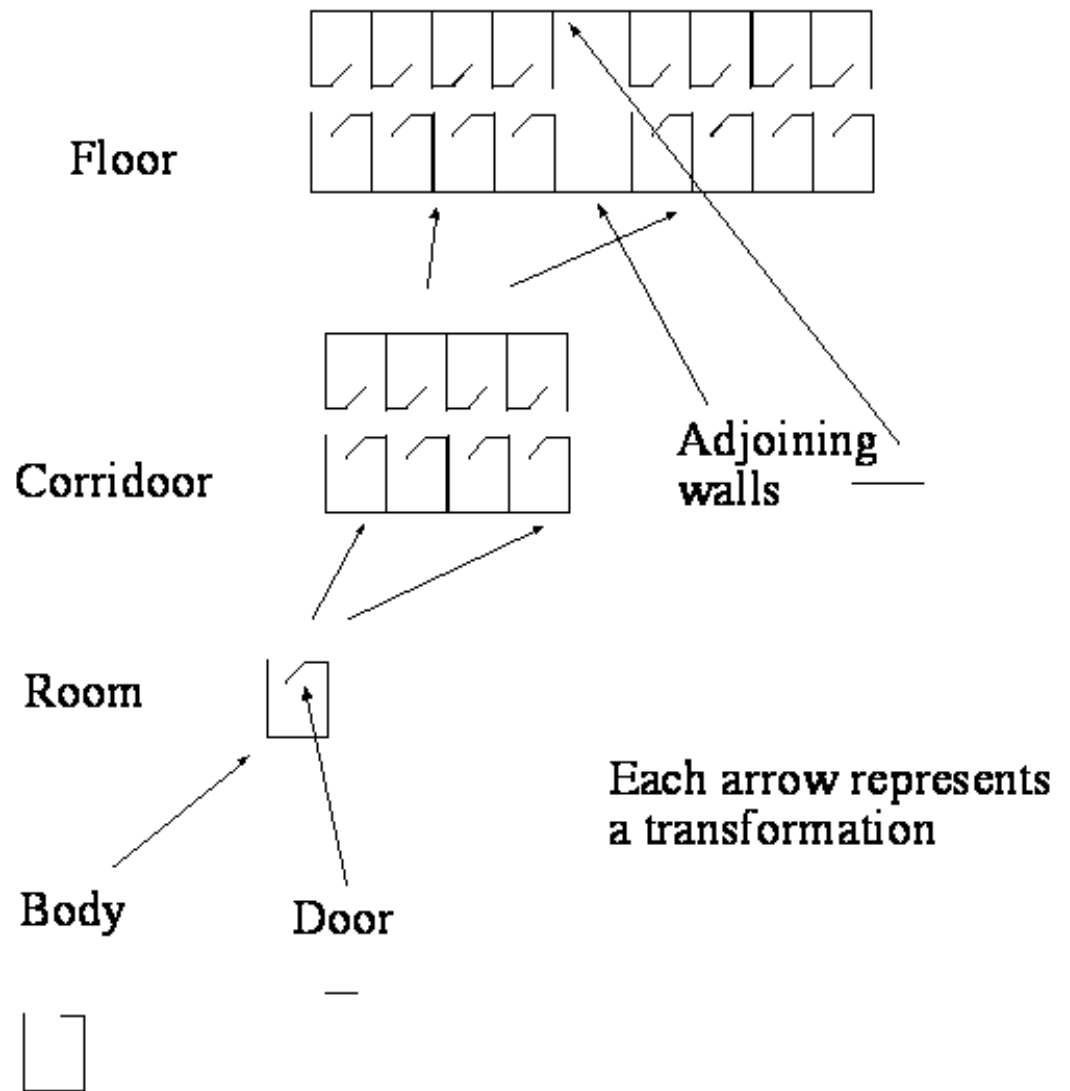 Floor
Adjoining
walls
Corridoor
Room
Each arrow represents
a transformation
Body
Door